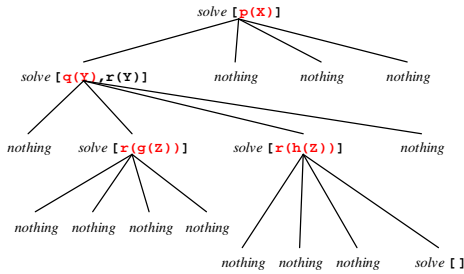 solve [p(X)]
solve [q(Y),r(Y)] nothing nothing nothing
nothing solve [r(g(Z))] solve [r(h(Z))] nothing
nothing nothing nothing nothing
nothing nothing nothing solve []